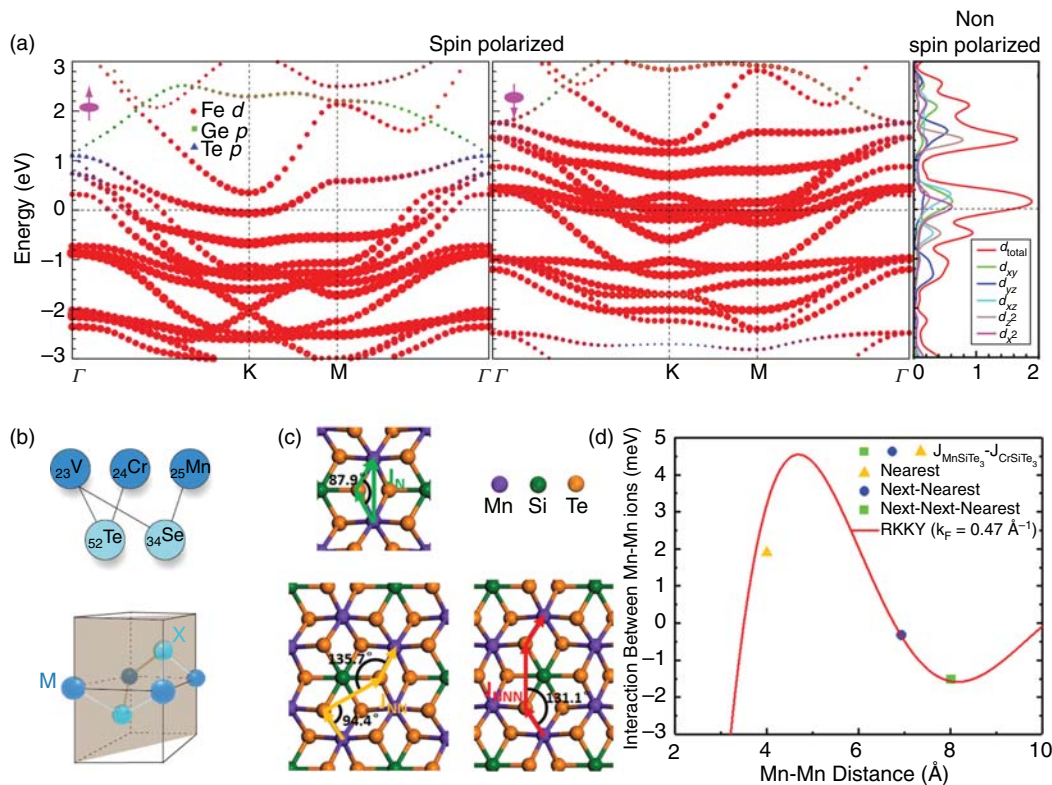 (a)
Spin polarized
Non
spin polarized
Energy (eV)
3
2
1
0
−1
−2
−3
Fe d
Ge p
Te p
Γ
K
M
Γ
Γ
K
M
Γ
d_total
d_xy
d_yz
d_xz
d_z2
d_x2
0 1 2
(b)
23V
24Cr
25Mn
52Te
34Se
X
M
(c)
87.9°
J_N
Mn Si Te
135.7°
J_NN
94.4°
J_NNN
131.1°
(d)
Interaction Between Mn-Mn ions (meV)
5
4
3
2
1
0
−1
−2
−3
J_MnSiTe3-J_CrSiTe3
Nearest
Next-Nearest
Next-Next-Nearest
RKKY (k_F = 0.47 Å⁻¹)
2 4 6 8 10
Mn-Mn Distance (Å)